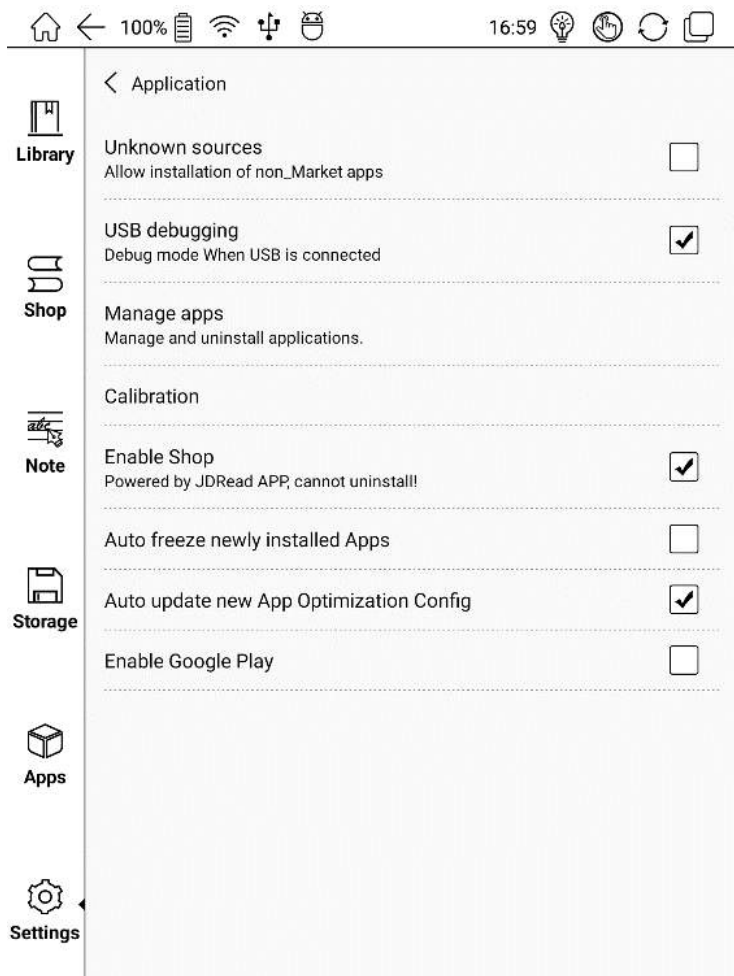 100%
16:59
Application
Library
Unknown sources
Allow installation of non_Market apps
USB debugging
Debug mode When USB is connected
Shop
Manage apps
Manage and uninstall applications.
Calibration
abc
Note
Enable Shop
Powered by JDRead APP, cannot uninstall!
Auto freeze newly installed Apps
Storage
Auto update new App Optimization Config
Enable Google Play
Apps
Settings